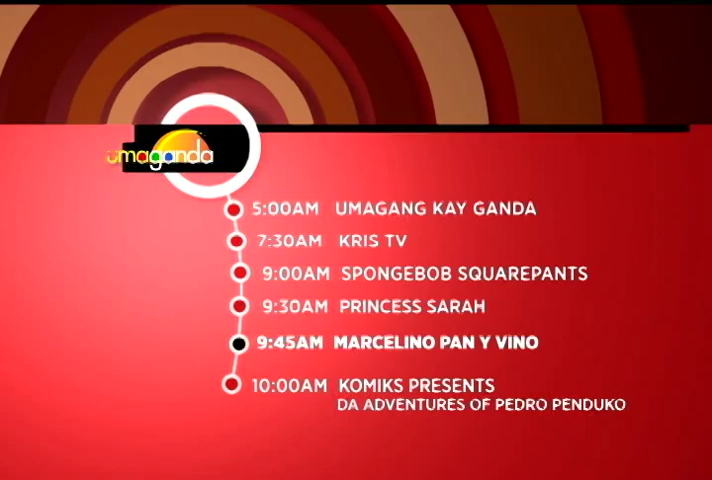 umaganda
5:00AM UMAGANG KAY GANDA
7:30AM KRIS TV
9:00AM SPONGEBOB SQUAREPANTS
9:30AM PRINCESS SARAH
9:45AM MARCELINO PAN Y VINO
10:00AM KOMIKS PRESENTS
DA ADVENTURES OF PEDRO PENDUKO